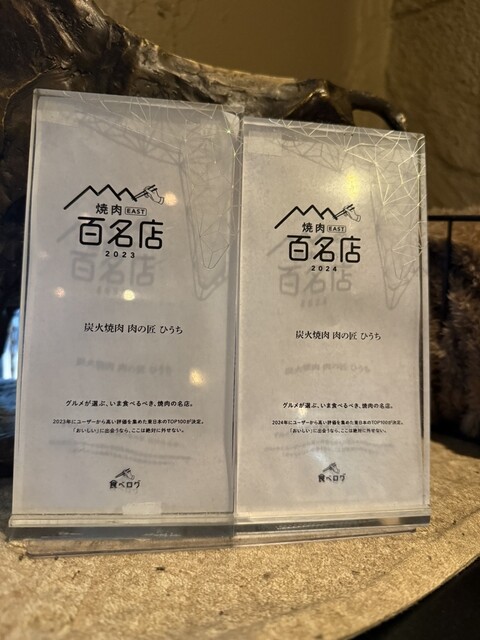 焼肉 EAST
百名店
2023
炭火焼肉 肉の匠 ひうち
グルメが選ぶ、いま食べるべき、焼肉の名店。
2023年にユーザーから高い評価を集めた東日本のTOP100が決定。
「おいしい」に出会うなら、ここは絶対に外せない。
食べログ
焼肉 EAST
百名店
2024
炭火焼肉 肉の匠 ひうち
グルメが選ぶ、いま食べるべき、焼肉の名店。
2024年にユーザーから高い評価を集めた東日本のTOP100が決定。
「おいしい」に出会うなら、ここは絶対に外せない。
食べログ